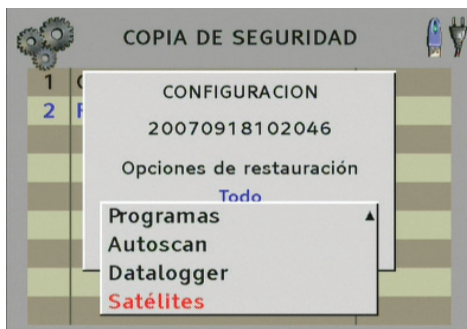 COPIA DE SEGURIDAD
1
2
CONFIGURACION
20070918102046
Opciones de restauración
Todo
Programas
Autoscan
Datalogger
Satélites